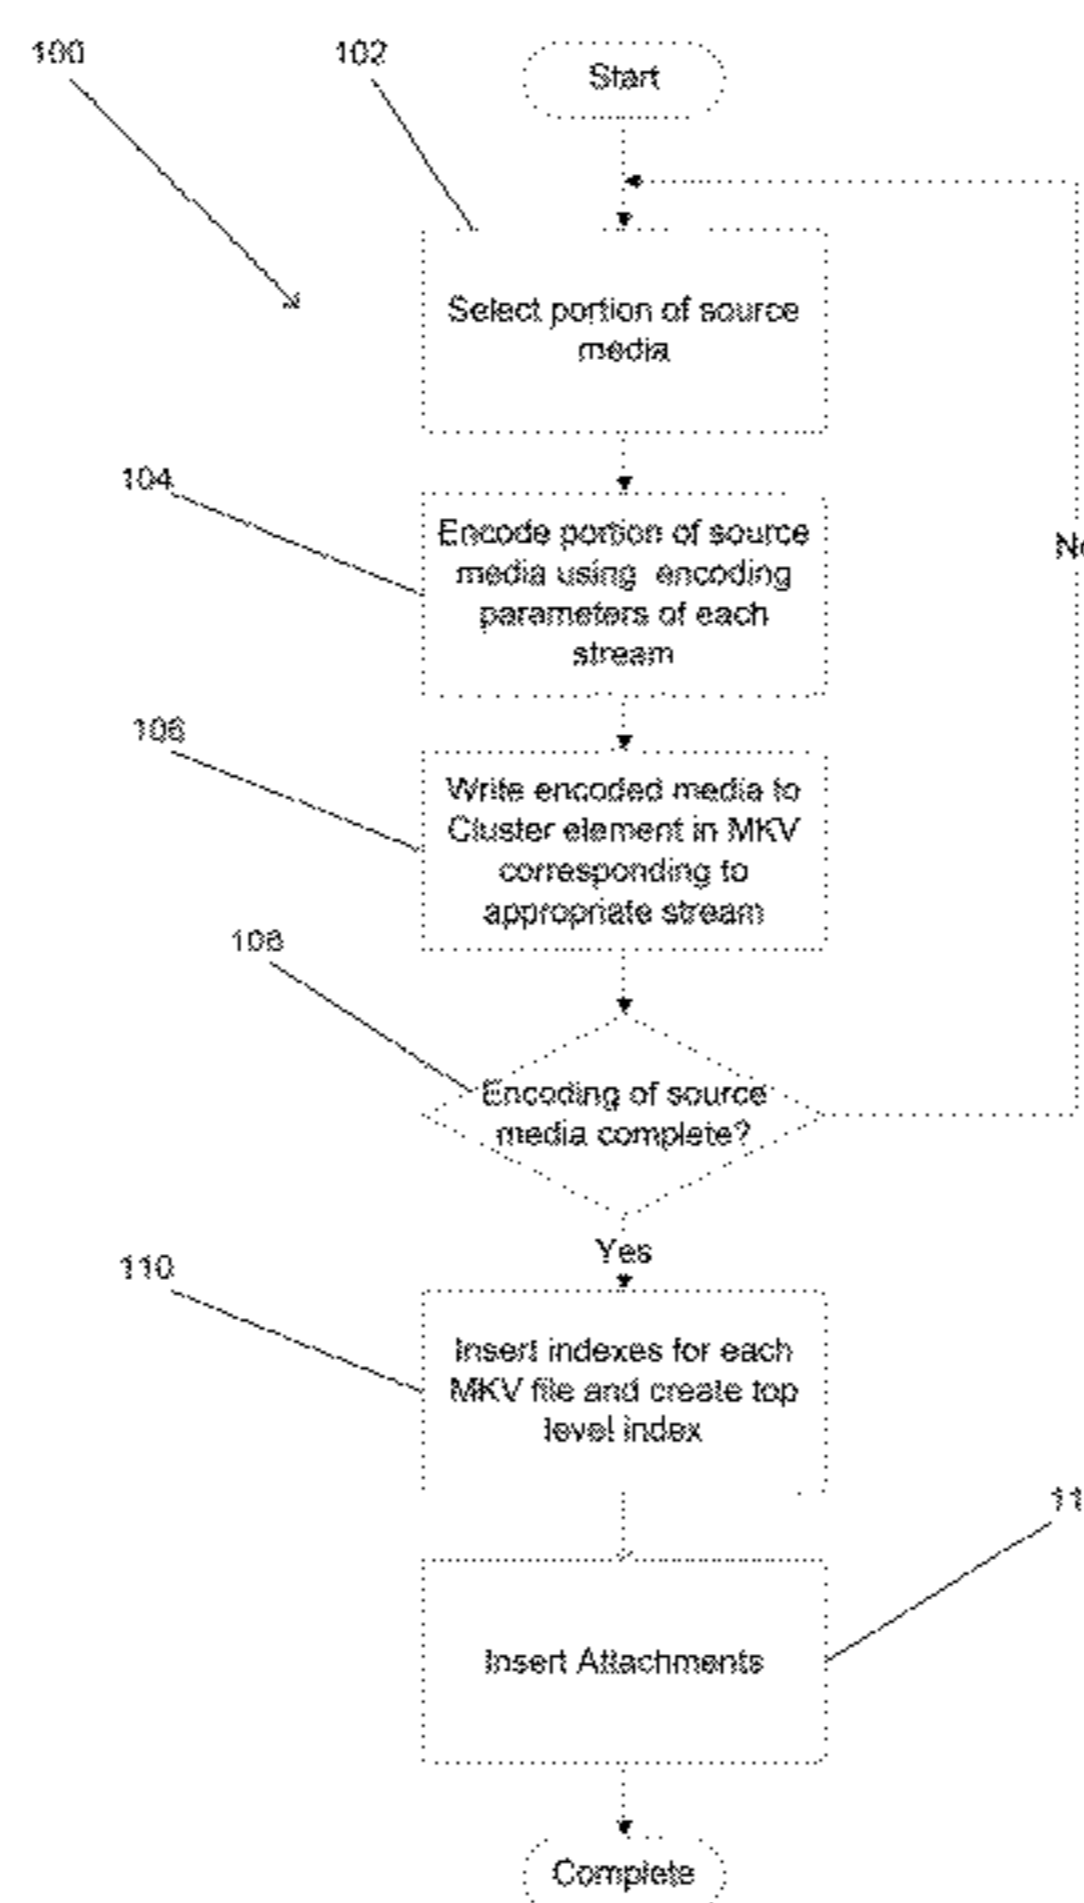 100
102
Start
Select portion of source
media
104
Encode portion of source
media using encoding
parameters of each
stream
106
Write encoded media to
Cluster element in MKV
corresponding to
appropriate stream
108
Encoding of source
media complete?
Yes
110
Insert indexes for each
MKV file and create top
level index
Insert Attachments
Complete